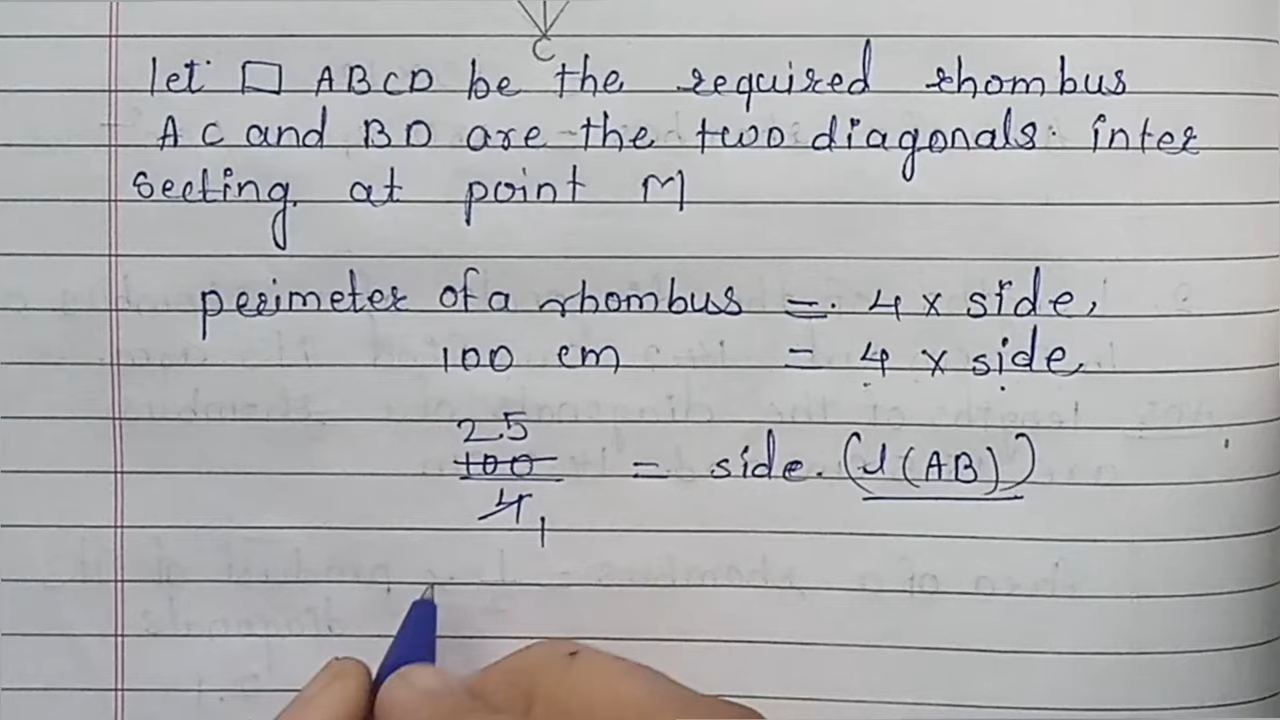 C
let □ ABCD be the required rhombus
AC and BD are the two diagonals. inter
secting. at point M
perimeter of a rhombus = 4 x side,
100 cm = 4 x side,
25
100 = side. (l(AB))
4 1